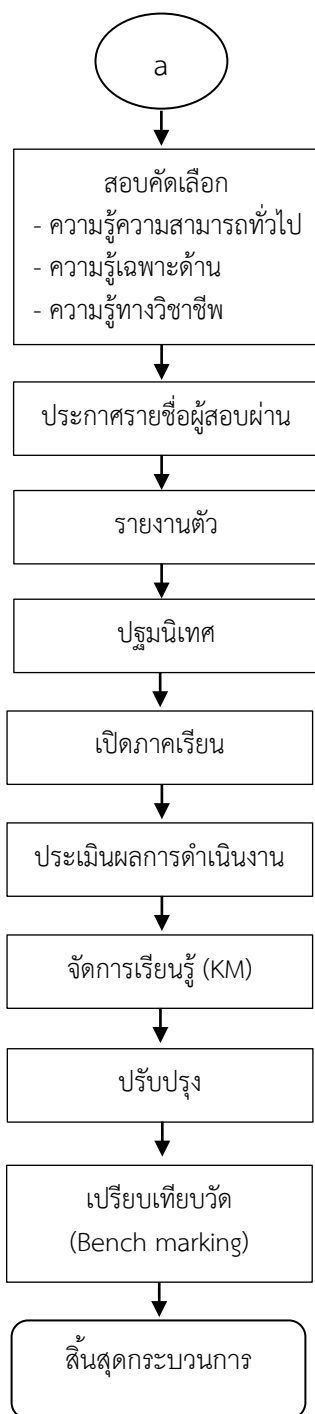 a
สอบคัดเลือก
- ความรู้ความสามารถทั่วไป
- ความรู้เฉพาะด้าน
- ความรู้ทางวิชาชีพ
ประกาศรายชื่อผู้สอบผ่าน
รายงานตัว
ปฐมนิเทศ
เปิดภาคเรียน
ประเมินผลการดำเนินงาน
จัดการเรียนรู้ (KM)
ปรับปรุง
เปรียบเทียบวัด
(Bench marking)
สิ้นสุดกระบวนการ